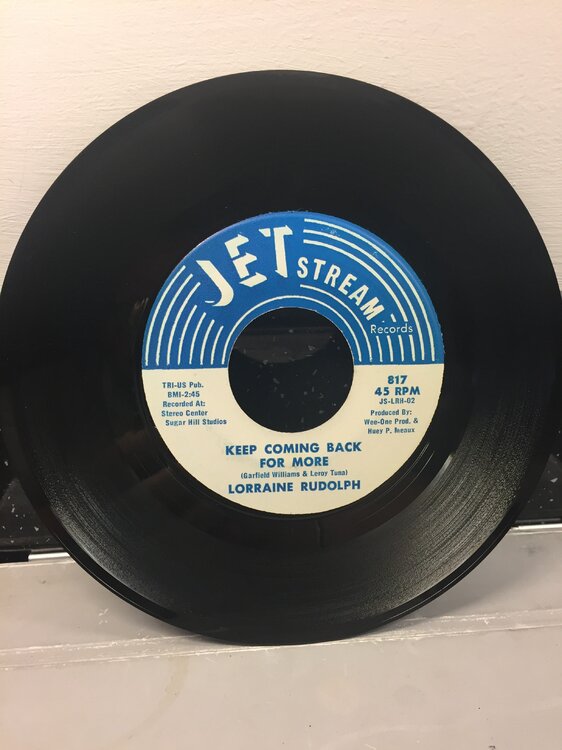 JET
STREAM
Records
TRI-US Pub.
BMI-2:45
Recorded At:
Stereo Center
Sugar Hill Studios
817
45 RPM
JS-LRH-02
Produced By:
Wee-One Prod. &
Huey P. Meaux
KEEP COMING BACK
FOR MORE
(Garfield Williams & Leroy Tuna)
LORRAINE RUDOLPH